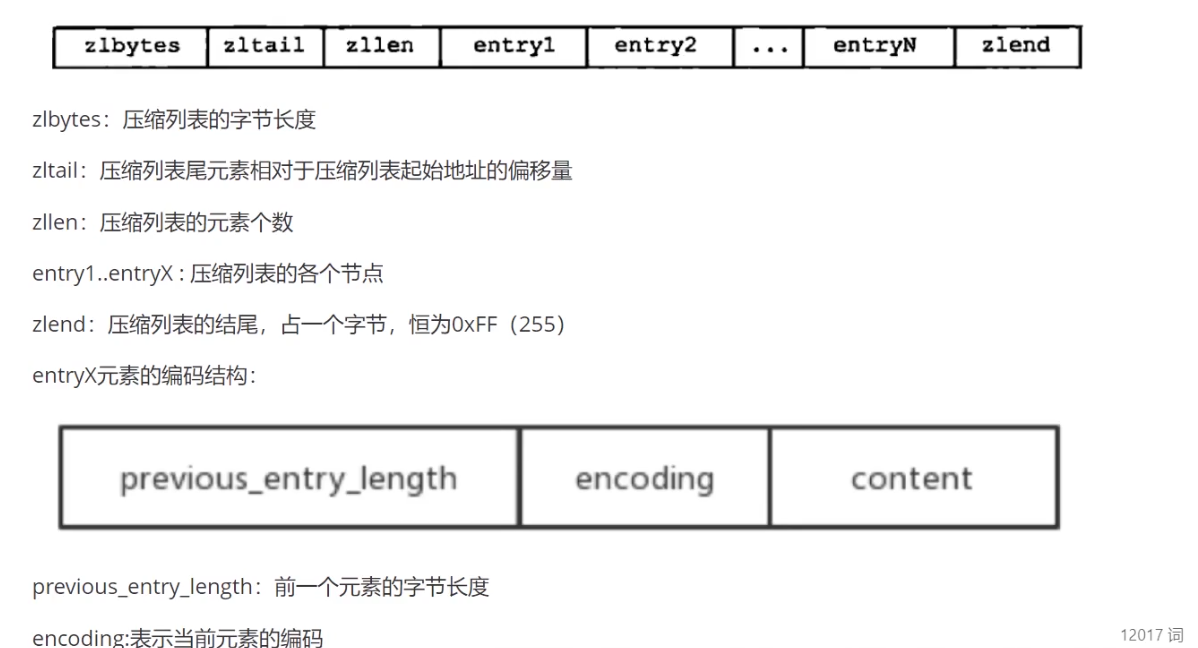 zlbytes zltail zllen entry1 entry2 ... entryN zlend
zlbytes：压缩列表的字节长度
zltail：压缩列表尾元素相对于压缩列表起始地址的偏移量
zllen：压缩列表的元素个数
entry1..entryX : 压缩列表的各个节点
zlend：压缩列表的结尾，占一个字节，恒为0xFF（255）
entryX元素的编码结构：
previous_entry_length encoding content
previous_entry_length：前一个元素的字节长度
encoding:表示当前元素的编码
12017 词